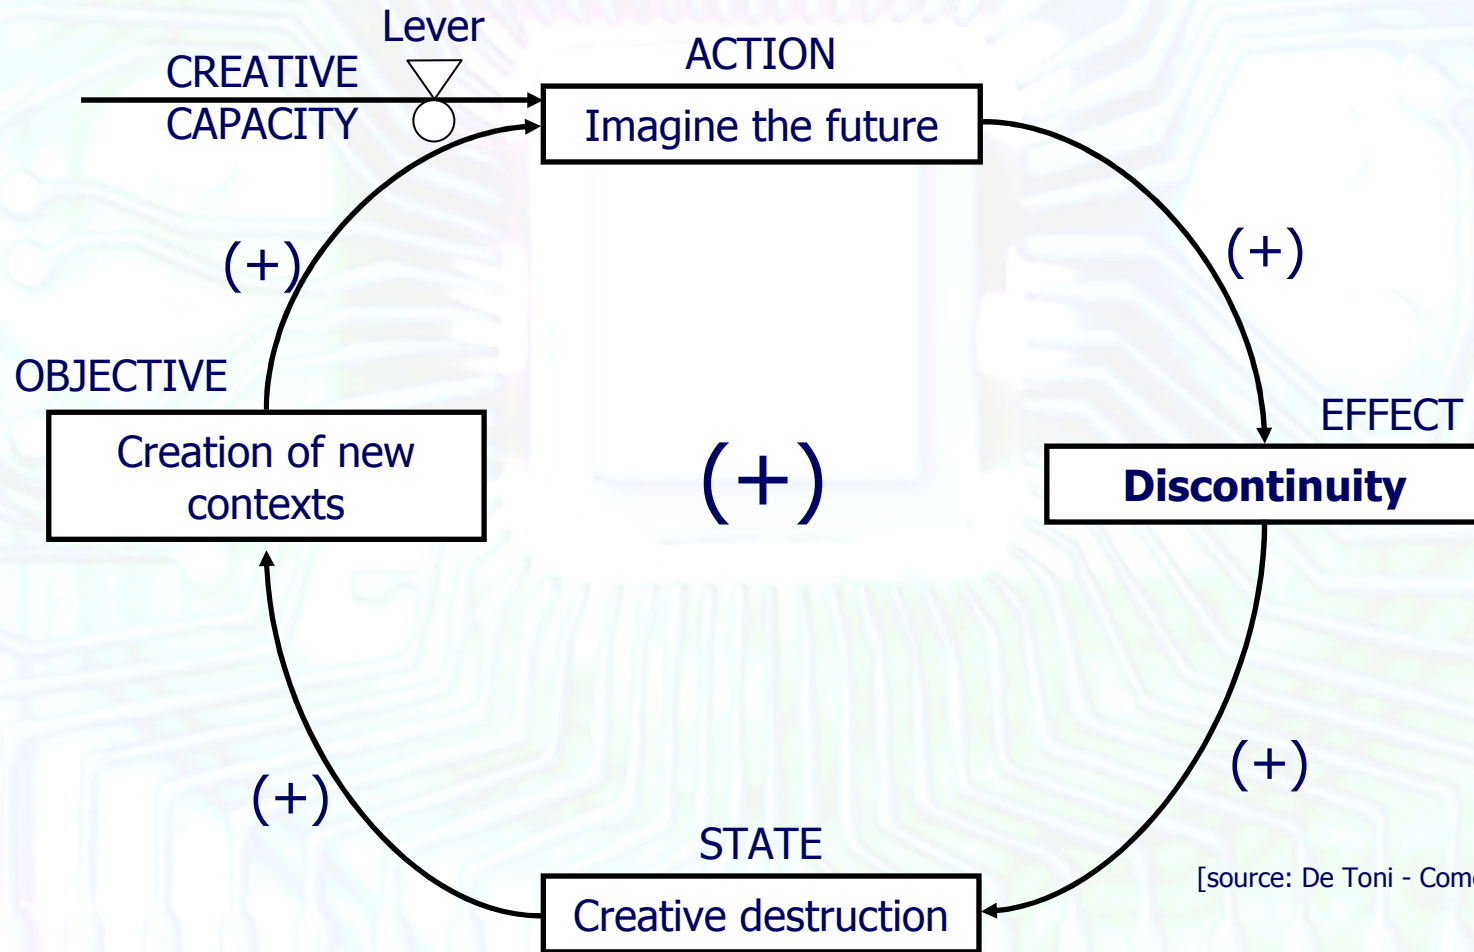 Lever
ACTION
CREATIVE
CAPACITY
Imagine the future
(+)
(+)
OBJECTIVE
Creation of new
contexts
(+)
EFFECT
Discontinuity
(+)
(+)
STATE
Creative destruction
[source: De Toni -